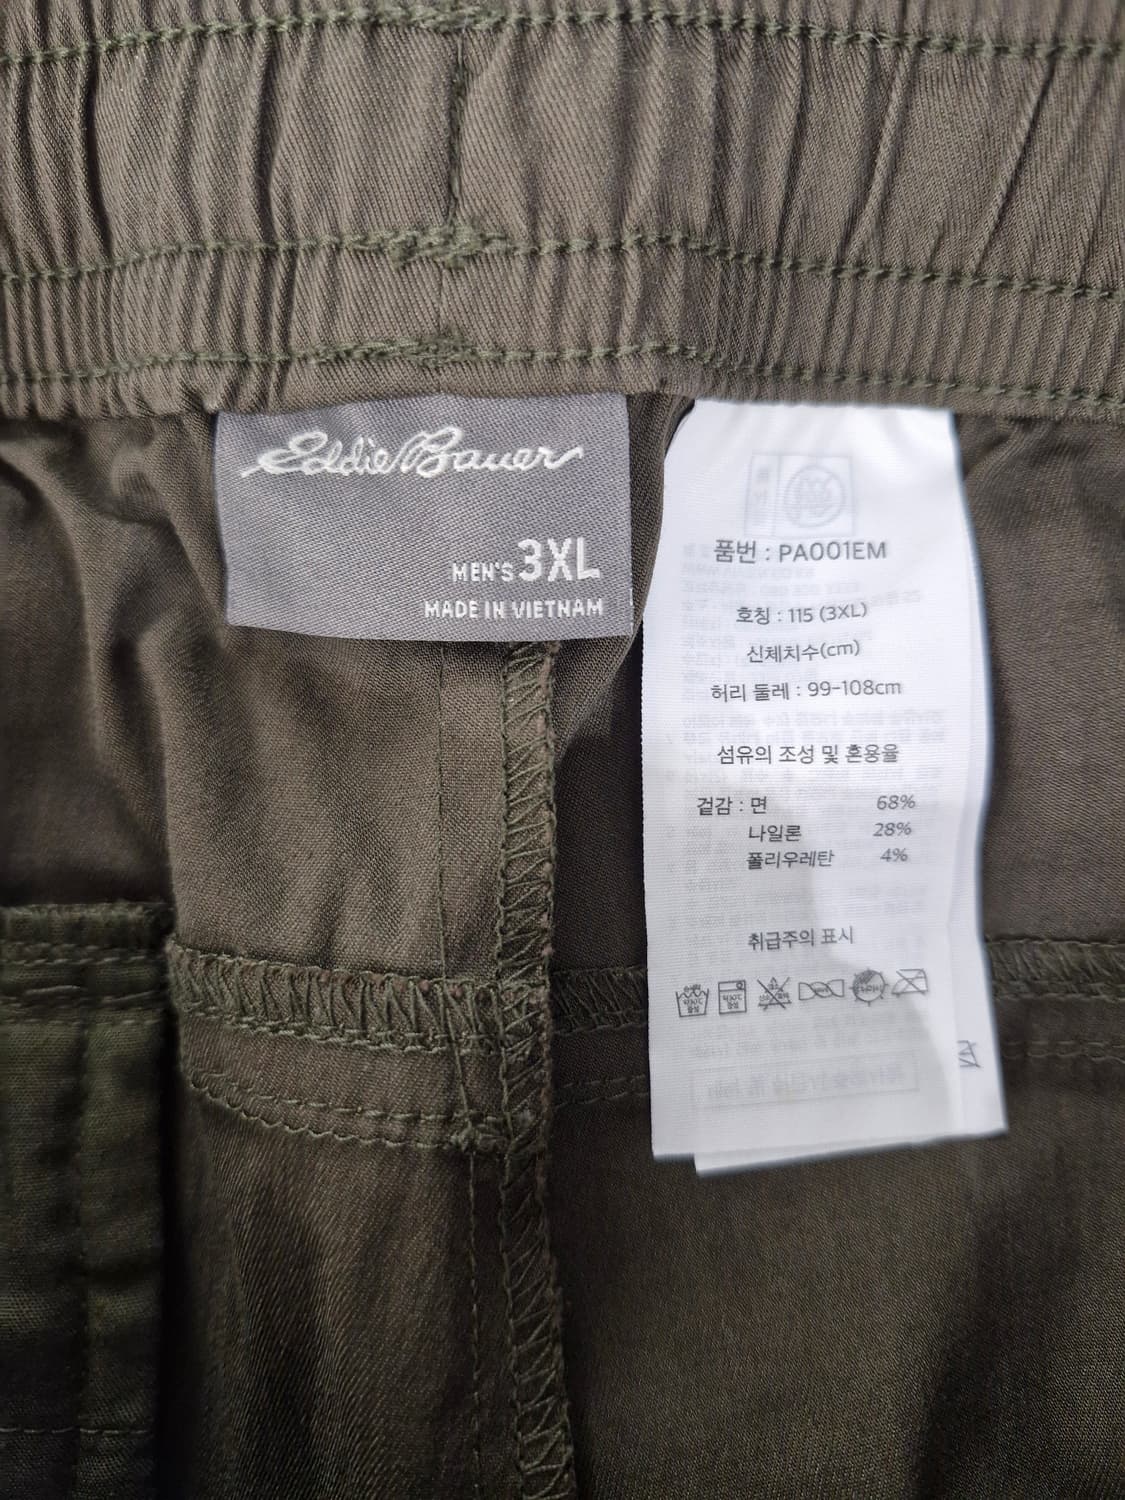 Eddie Bauer
MEN'S 3XL
MADE IN VIETNAM
품번 : PA001EM
호칭 : 115 (3XL)
신체치수(cm)
허리 둘레 : 99-108cm
섬유의 조성 및 혼용율
겉감 : 면 68%
나일론 28%
폴리우레탄 4%
취급주의 표시